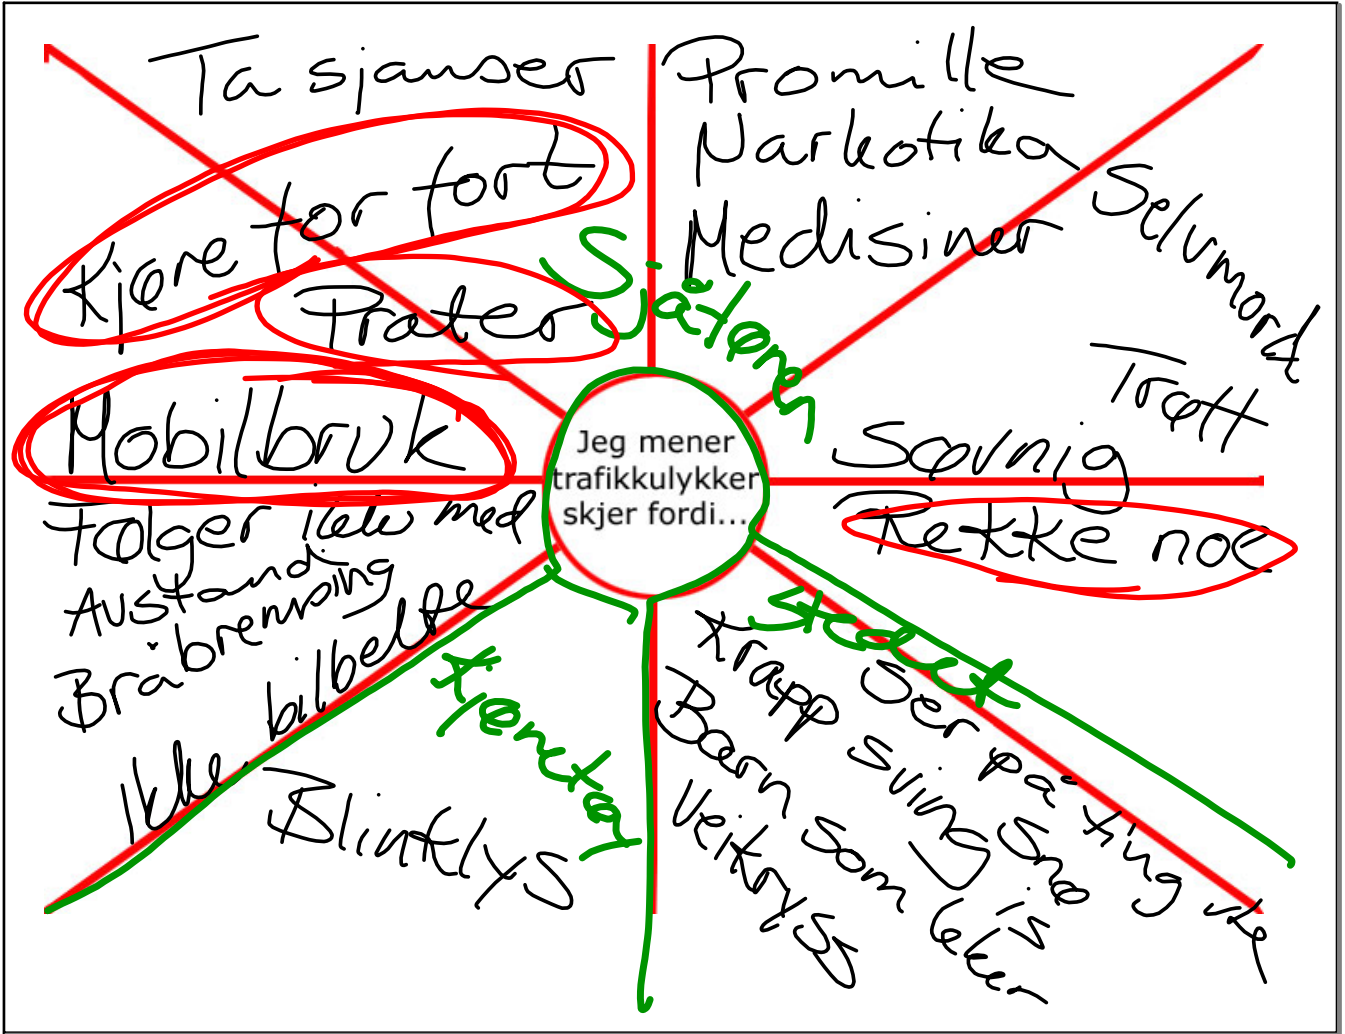 Ta sjanser
Kjøre for fort
Prater
Mobilbruk
Promille
Narkotika
Medisiner
Selvmord
Trøtt
Søvnig
Rekke noe
Sjåføren
Jeg mener
trafikkulykker
skjer fordi...
Følger ikke med
Avstand
Bråbremsing
Ikke bilbelte
Blinklys
Kjøretøy
Stedet
Ser på ting ute
Krapp sving Snø
is
Barn som leker
Veikryss